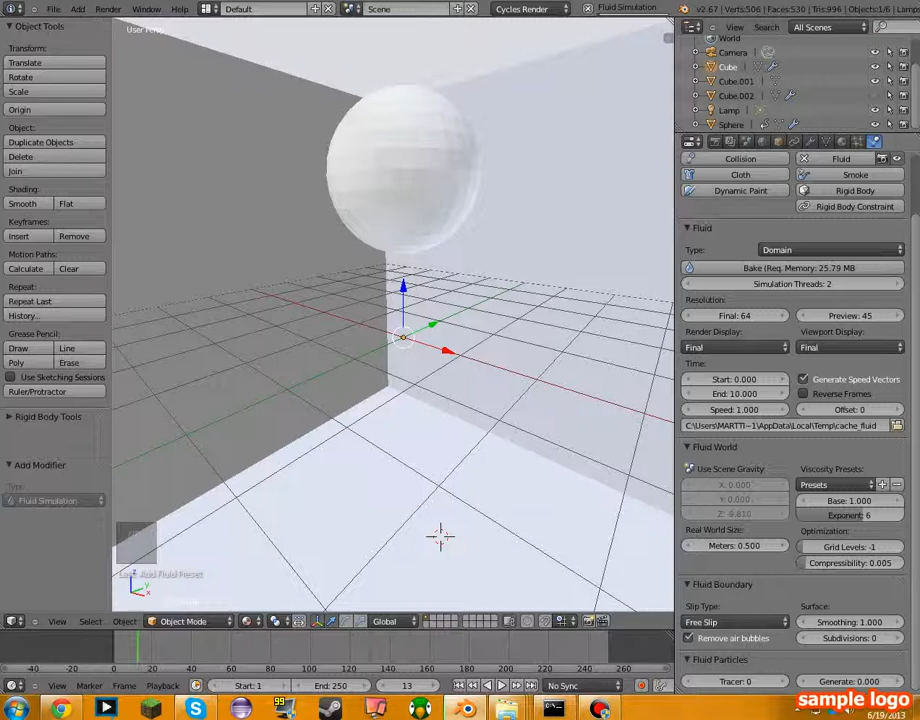 File Add Render Window Help Default Scene Cycles Render Fluid Simulation v2.67 | Verts:506 | Faces:530 | Tris:996 | Objects:1/6 | Lamps
Object Tools
User Persp
View Search All Scenes
World
Camera
Cube
Cube.001
Cube.002
Lamp
Sphere
Transform:
Translate
Rotate
Scale
Origin
Object:
Duplicate Objects
Delete
Join
Shading:
Smooth Flat
Keyframes:
Insert Remove
Motion Paths:
Calculate Clear
Repeat:
Repeat Last
History...
Grease Pencil:
Draw Line
Poly Erase
Use Sketching Sessions
Ruler/Protractor
Rigid Body Tools
Add Modifier
Type
Fluid Simulation
Last: Add Fluid Preset
z
y
x
Collision Fluid
Cloth Smoke
Dynamic Paint Rigid Body
Rigid Body Constraint
Fluid
Type: Domain
Bake (Req. Memory: 25.79 MB
Simulation Threads: 2
Resolution:
Final: 64 Preview: 45
Render Display: Viewport Display:
Final Final
Time:
Start: 0.000 Generate Speed Vectors
End: 10.000 Reverse Frames
Speed: 1.000 Offset: 0
C:\Users\MARTTI~1\AppData\Local\Temp\cache_fluid
Fluid World
Use Scene Gravity: Viscosity Presets:
X: 0.000 Presets
Y: 0.000 Base: 1.000
Z: -9.810 Exponent: 6
Real World Size: Optimization:
Meters: 0.500 Grid Levels: -1
Compressibility: 0.005
Fluid Boundary
Slip Type: Surface:
Free Slip Smoothing: 1.000
Remove air bubbles Subdivisions: 0
Fluid Particles
Tracer: 0 Generate: 0.000
View Select Object Object Mode Global
-40 -20 0 20 40 60 80 100 120 140 160 180 200 220 240 260
View Marker Frame Playback Start: 1 End: 250 13 No Sync
sample logo
6/19/2013